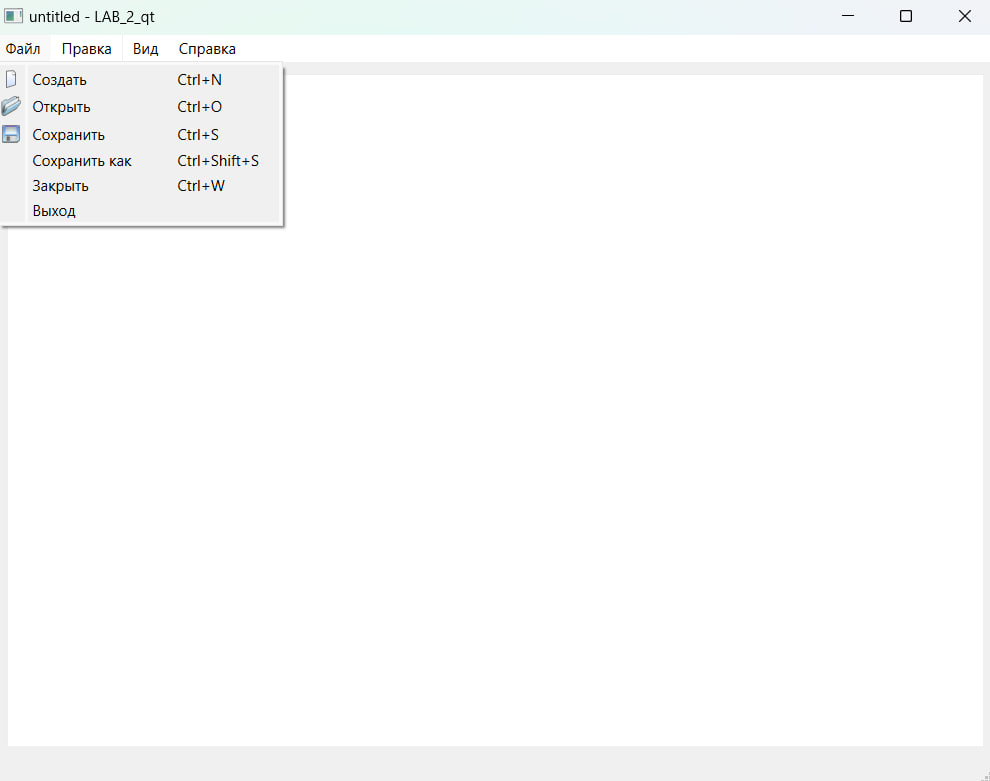 untitled - LAB_2_qt
Файл Правка Вид Справка
Создать Ctrl+N
Открыть Ctrl+O
Сохранить Ctrl+S
Сохранить как Ctrl+Shift+S
Закрыть Ctrl+W
Выход